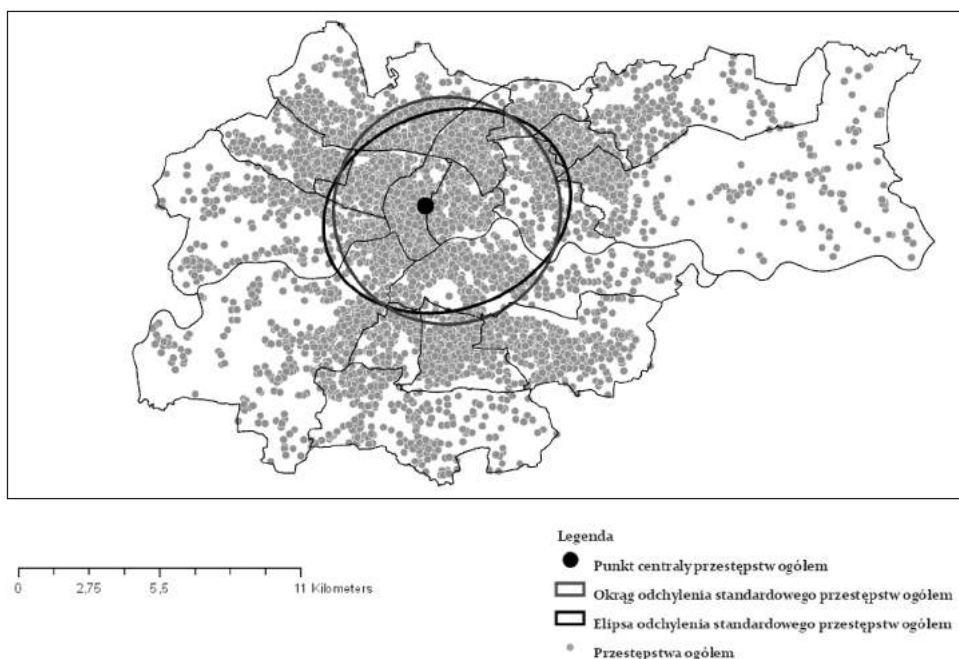 0 2,75 5,5 11 Kilometers
Legenda
Punkt centraly przestępstw ogółem
Okrąg odchylenia standardowego przestępstw ogółem
Elipsa odchylenia standardowego przestępstw ogółem
Przestępstwa ogółem